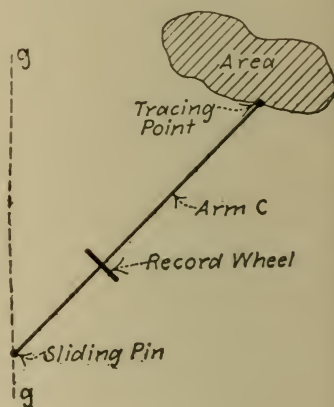 g
Area
Tracing
Point
Arm C
Record Wheel
Sliding Pin
g